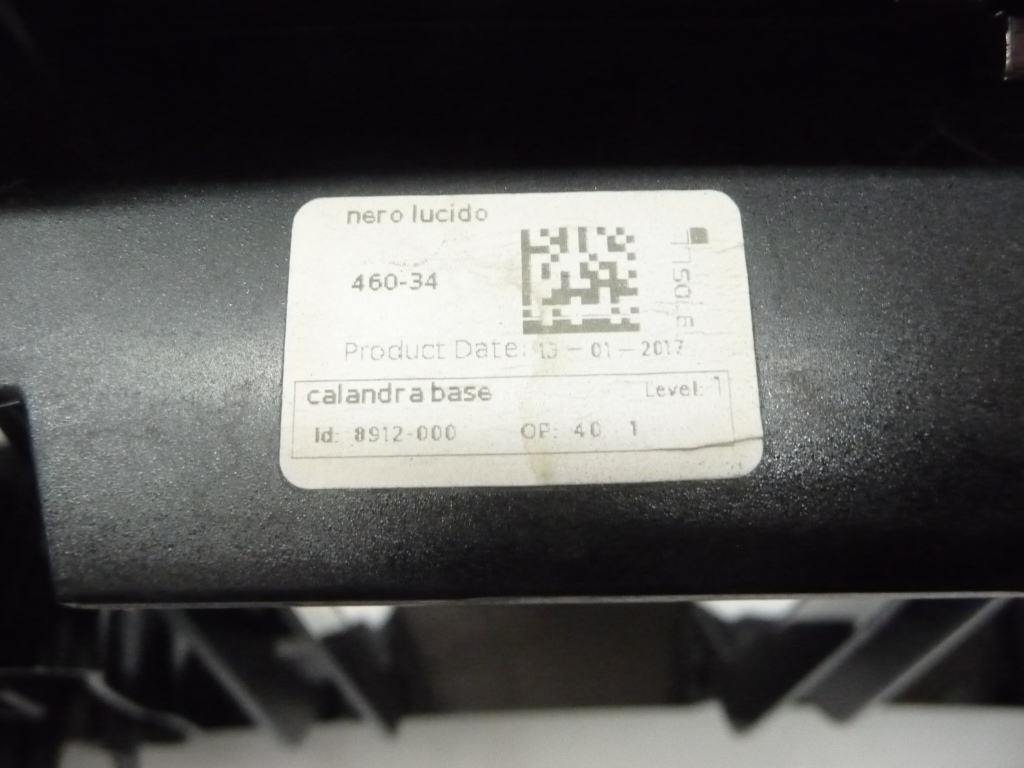 nero lucido
460-34
Product Date: 13-01-2017
calandra base
Level: 1
Id: 8912-000 OP: 40 1